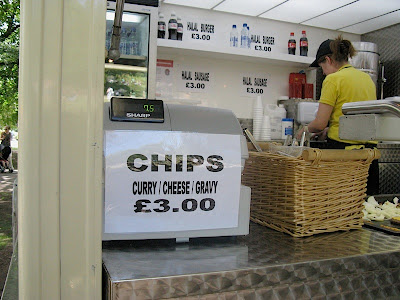 HALAL BURGER
£3.00
HALAL BURGER
£3.00
HALAL SAUSAGE
£3.00
HALAL SAUSAGE
£3.00
SHARP
CHIPS
CURRY / CHEESE / GRAVY
£3.00